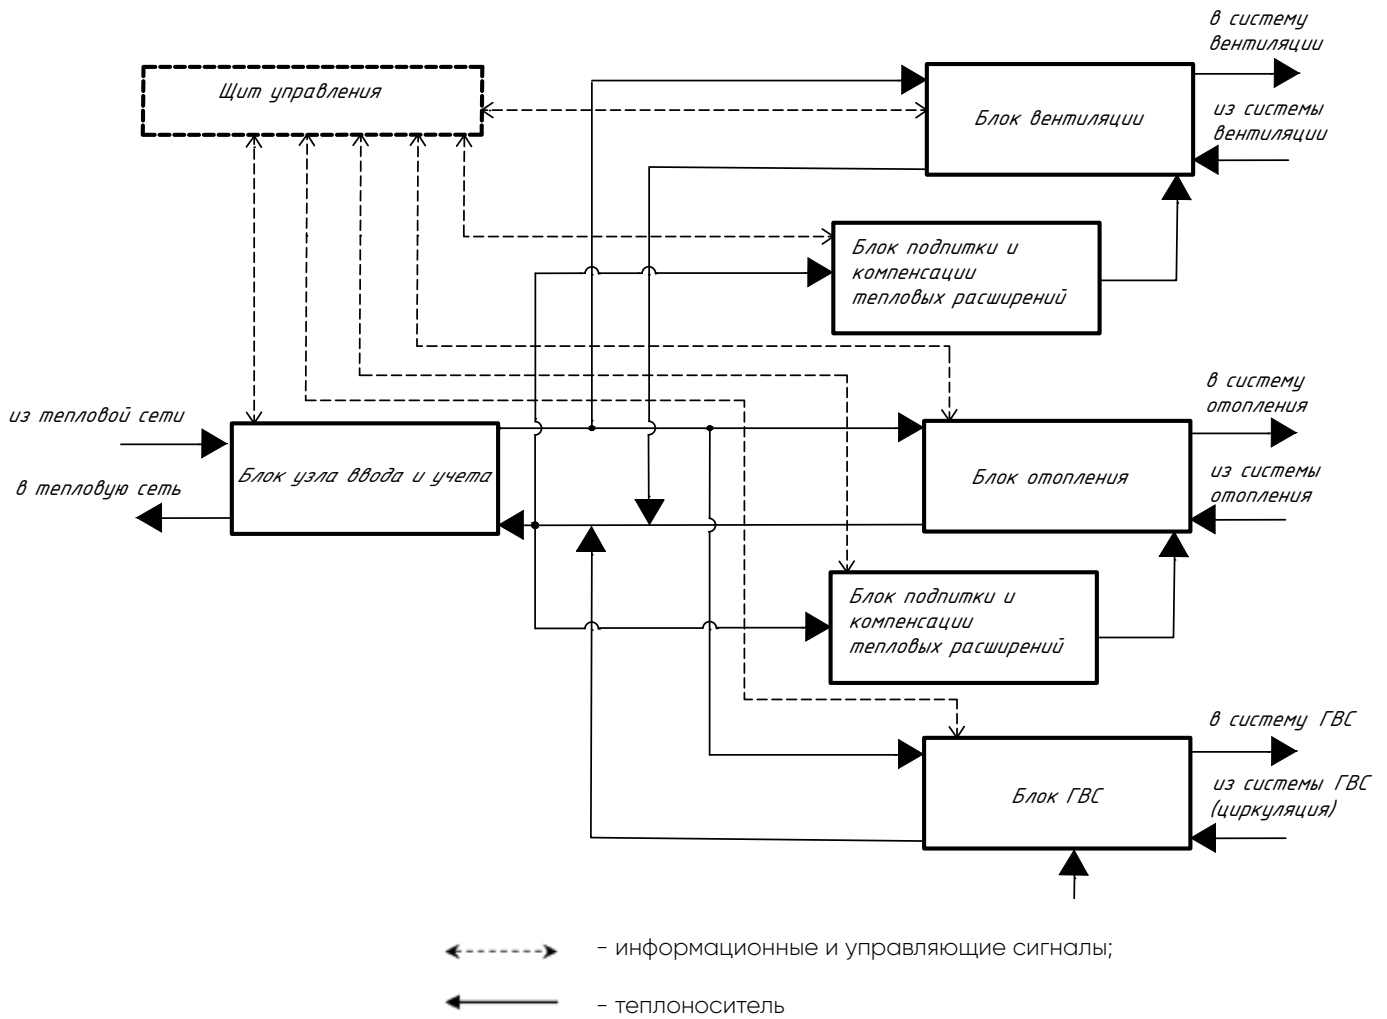 в систему
вентиляции
Щит управления
Блок вентиляции
из системы
вентиляции
Блок подпитки и
компенсации
тепловых расширений
в систему
отопления
из тепловой сети
Блок узла ввода и учета
в тепловую сеть
Блок отопления
из системы
отопления
Блок подпитки и
компенсации
тепловых расширений
в систему ГВС
Блок ГВС
из системы ГВС
(циркуляция)
- информационные и управляющие сигналы;
- теплоноситель